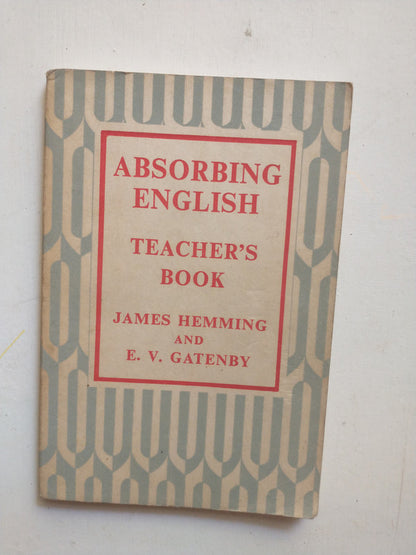 ABSORBING
ENGLISH
TEACHER'S
BOOK
JAMES HEMMING
AND
E. V. GATENBY